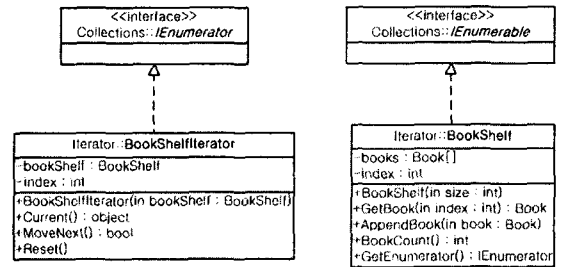 <<interface>>
Collections::IEnumerator
Iterator::BookShelfIterator
-bookShelf : BookShelf
-index : int
+BookShelfIterator(in bookShelf : BookShelf)
+Current() : object
+MoveNext() : bool
+Reset()
<<interface>>
Collections::IEnumerable
Iterator::BookShelf
-books : Book[]
-index : int
+BookShelf(in size : int)
+GetBook(in index : int) : Book
+AppendBook(in book : Book)
+BookCount() : int
+GetEnumerator() : IEnumerator